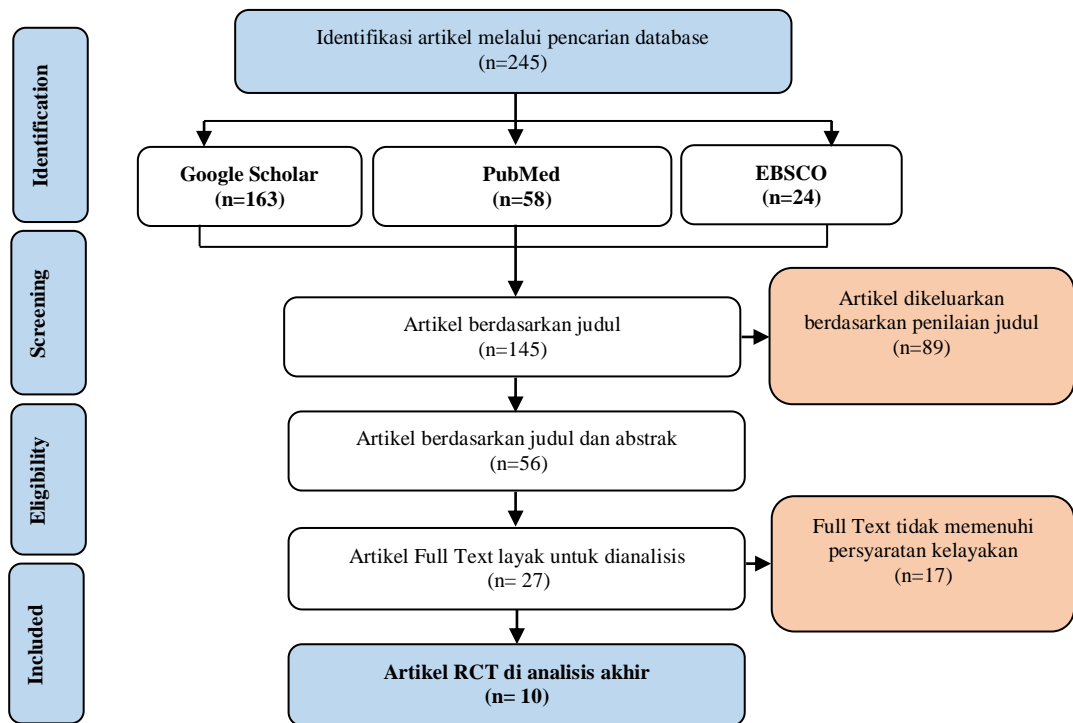 Identification
Identifikasi artikel melalui pencarian database
(n=245)
Google Scholar
(n=163)
PubMed
(n=58)
EBSCO
(n=24)
Screening
Artikel berdasarkan judul
(n=145)
Artikel dikeluarkan
berdasarkan penilaian judul
(n=89)
Eligibility
Artikel berdasarkan judul dan abstrak
(n=56)
Artikel Full Text layak untuk dianalisis
(n= 27)
Full Text tidak memenuhi
persyaratan kelayakan
(n=17)
Included
Artikel RCT di analisis akhir
(n= 10)